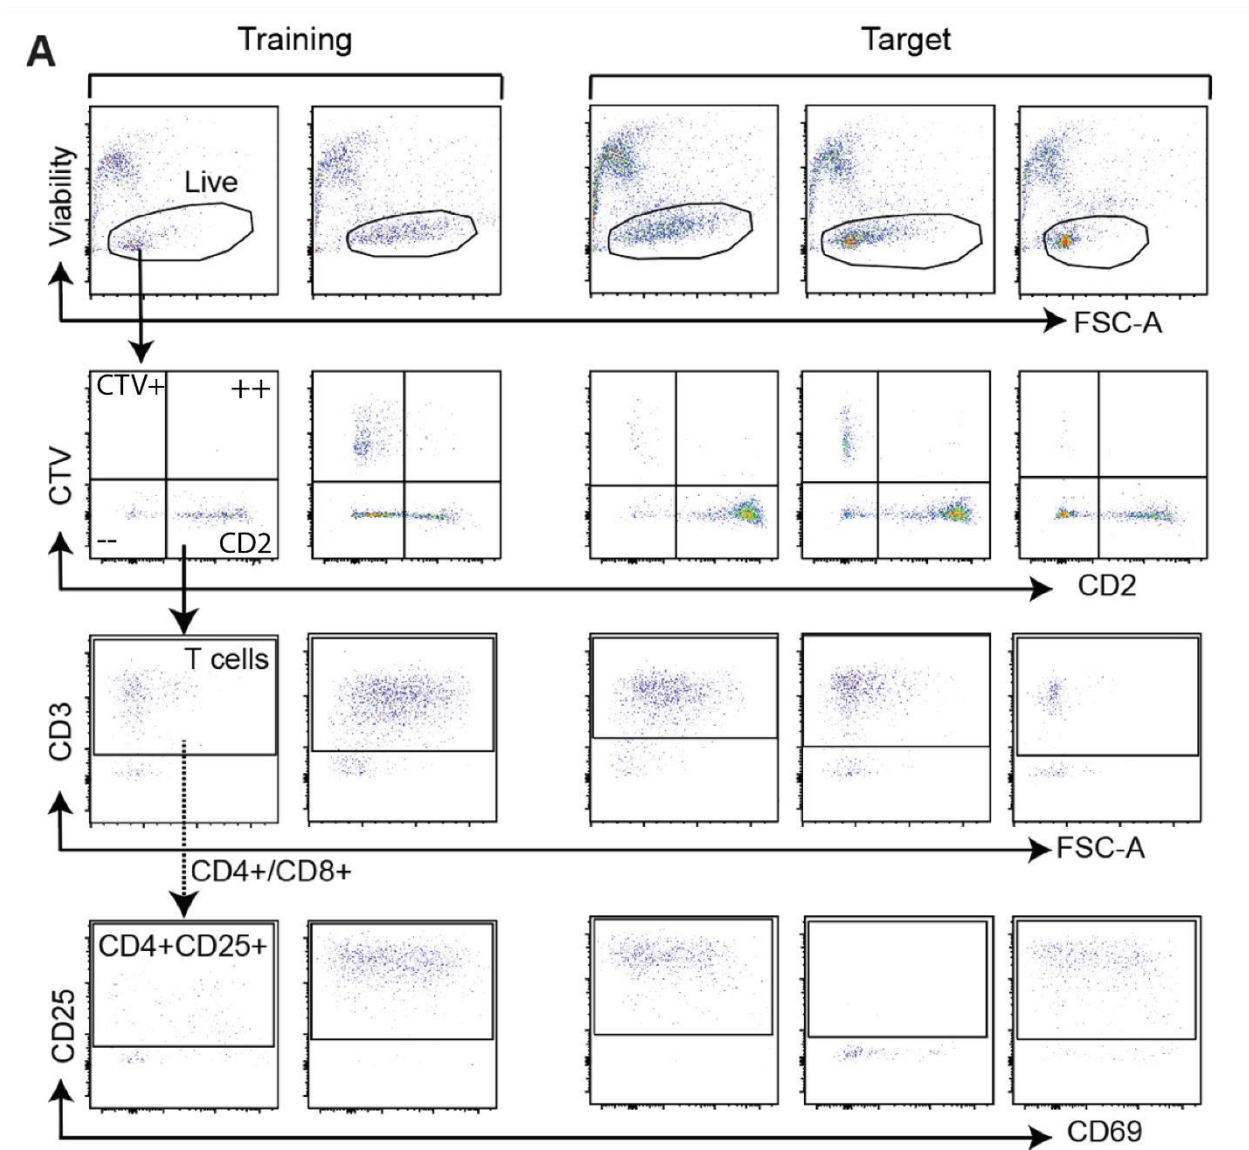 A
Training
Target
Viability
Live
FSC-A
CTV+
++
CTV
--
CD2
CD2
T cells
CD3
FSC-A
CD4+/CD8+
CD4+CD25+
CD25
CD69